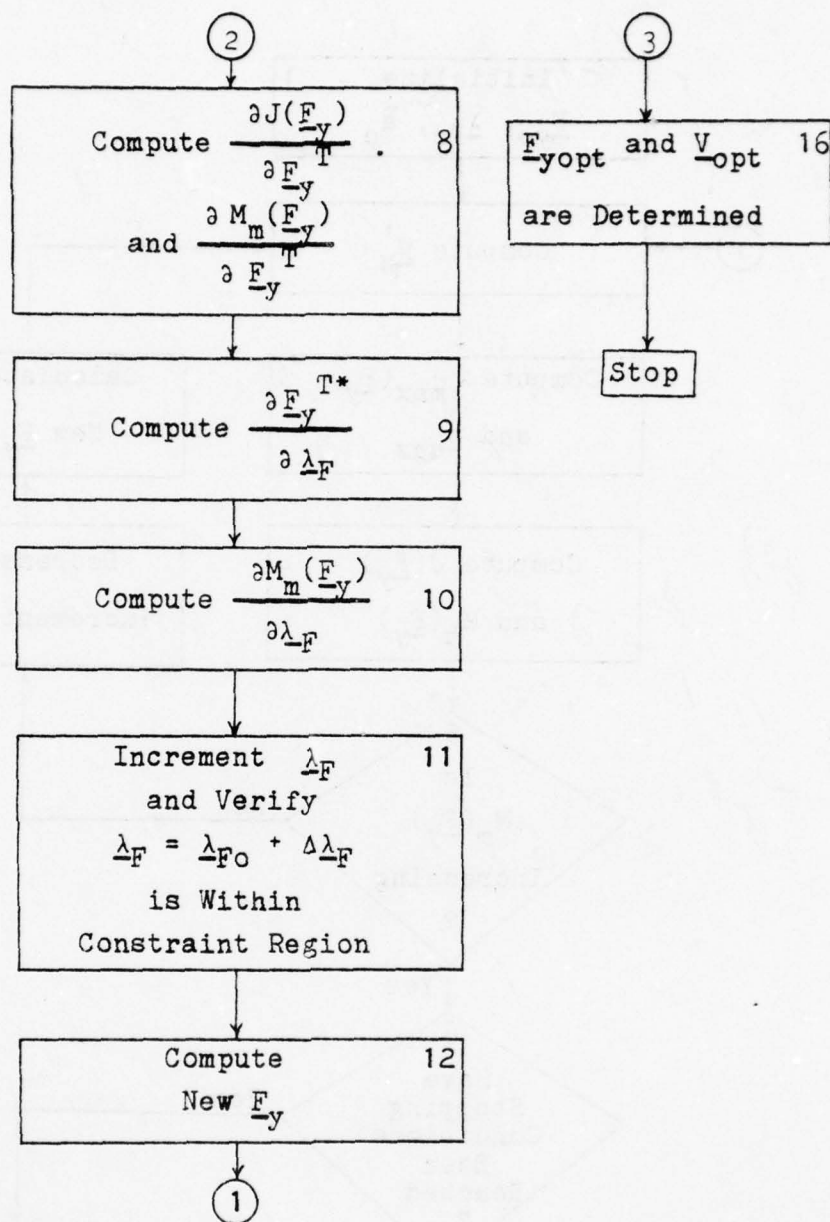 2
Compute ∂J(F_y) / ∂F_y^T 8
and ∂M_m(F_y) / ∂F_y^T
Compute ∂F_y^T* / ∂λ_F 9
Compute ∂M_m(F_y) / ∂λ_F 10
Increment λ_F 11
and Verify
λ_F = λ_Fo + Δλ_F
is Within
Constraint Region
Compute 12
New F_y
1
3
F_yopt and V_opt 16
are Determined
Stop